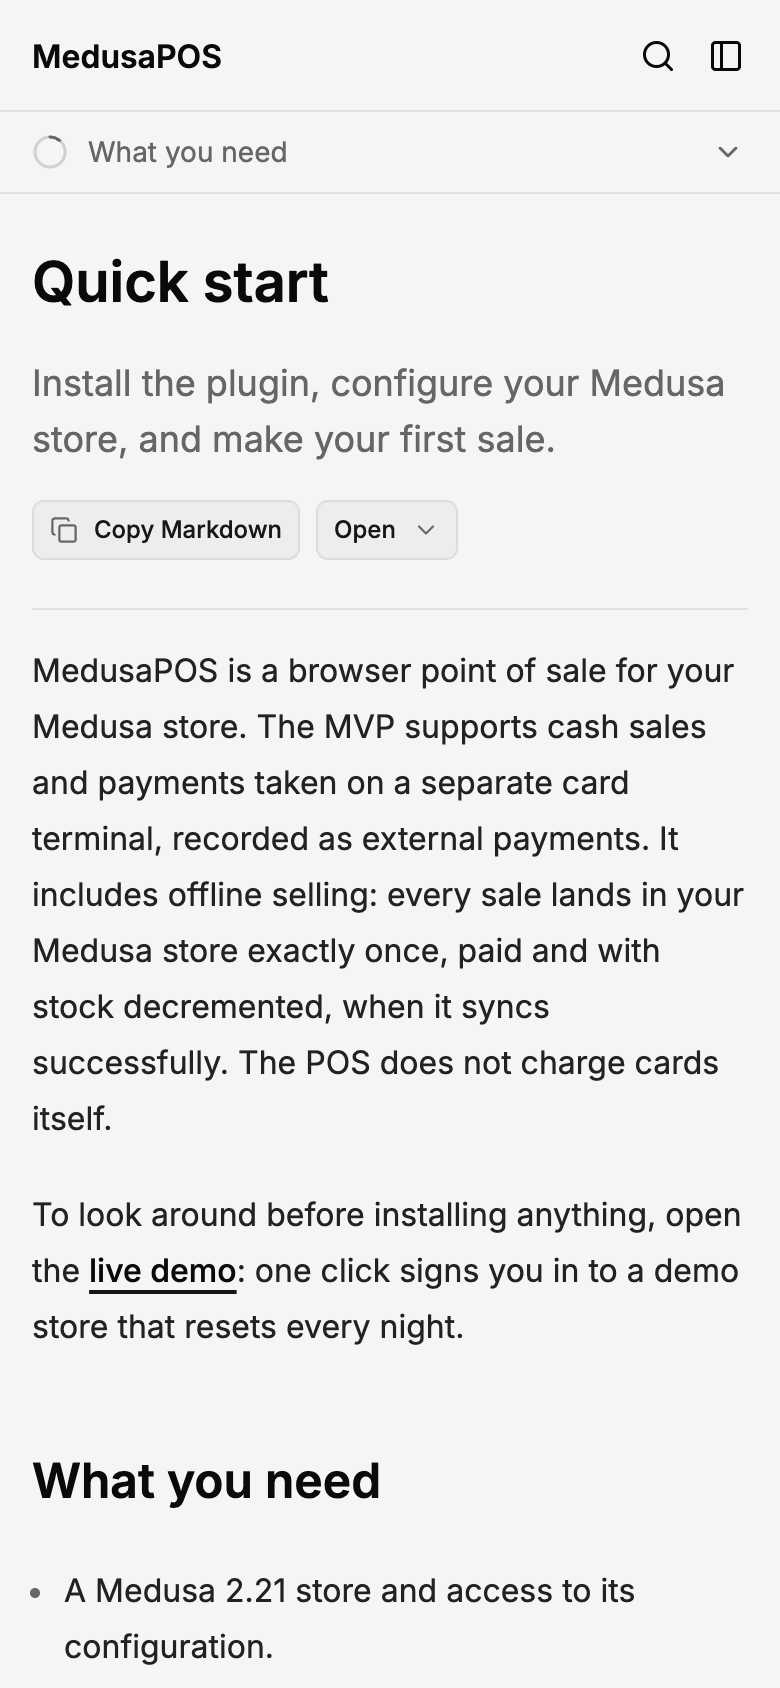 MedusaPOS
What you need
Quick start
Install the plugin, configure your Medusa
store, and make your first sale.
Copy Markdown
Open
MedusaPOS is a browser point of sale for your
Medusa store. The MVP supports cash sales
and payments taken on a separate card
terminal, recorded as external payments. It
includes offline selling: every sale lands in your
Medusa store exactly once, paid and with
stock decremented, when it syncs
successfully. The POS does not charge cards
itself.
To look around before installing anything, open
the live demo: one click signs you in to a demo
store that resets every night.
What you need
• A Medusa 2.21 store and access to its
configuration.